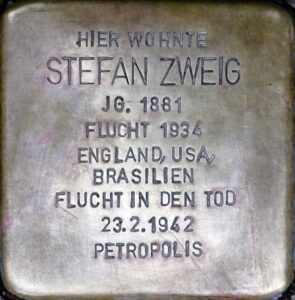 HIER WOHNTE
STEFAN ZWEIG
JG. 1881
FLUCHT 1934
ENGLAND, USA,
BRASILIEN
FLUCHT IN DEN TOD
23.2.1942
PETROPOLIS